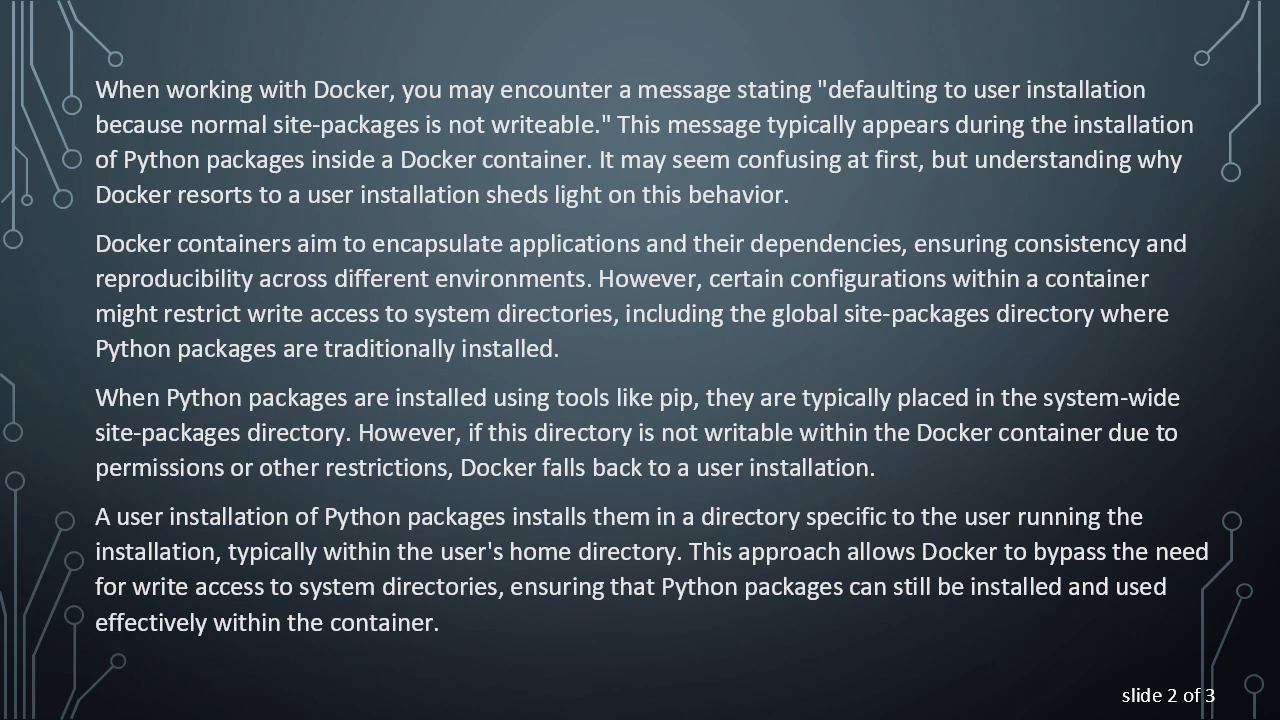 When working with Docker, you may encounter a message stating "defaulting to user installation
because normal site-packages is not writeable." This message typically appears during the installation
of Python packages inside a Docker container. It may seem confusing at first, but understanding why
Docker resorts to a user installation sheds light on this behavior.
Docker containers aim to encapsulate applications and their dependencies, ensuring consistency and
reproducibility across different environments. However, certain configurations within a container
might restrict write access to system directories, including the global site-packages directory where
Python packages are traditionally installed.
When Python packages are installed using tools like pip, they are typically placed in the system-wide
site-packages directory. However, if this directory is not writable within the Docker container due to
permissions or other restrictions, Docker falls back to a user installation.
A user installation of Python packages installs them in a directory specific to the user running the
installation, typically within the user's home directory. This approach allows Docker to bypass the need
for write access to system directories, ensuring that Python packages can still be installed and used
effectively within the container.
slide 2 of 3